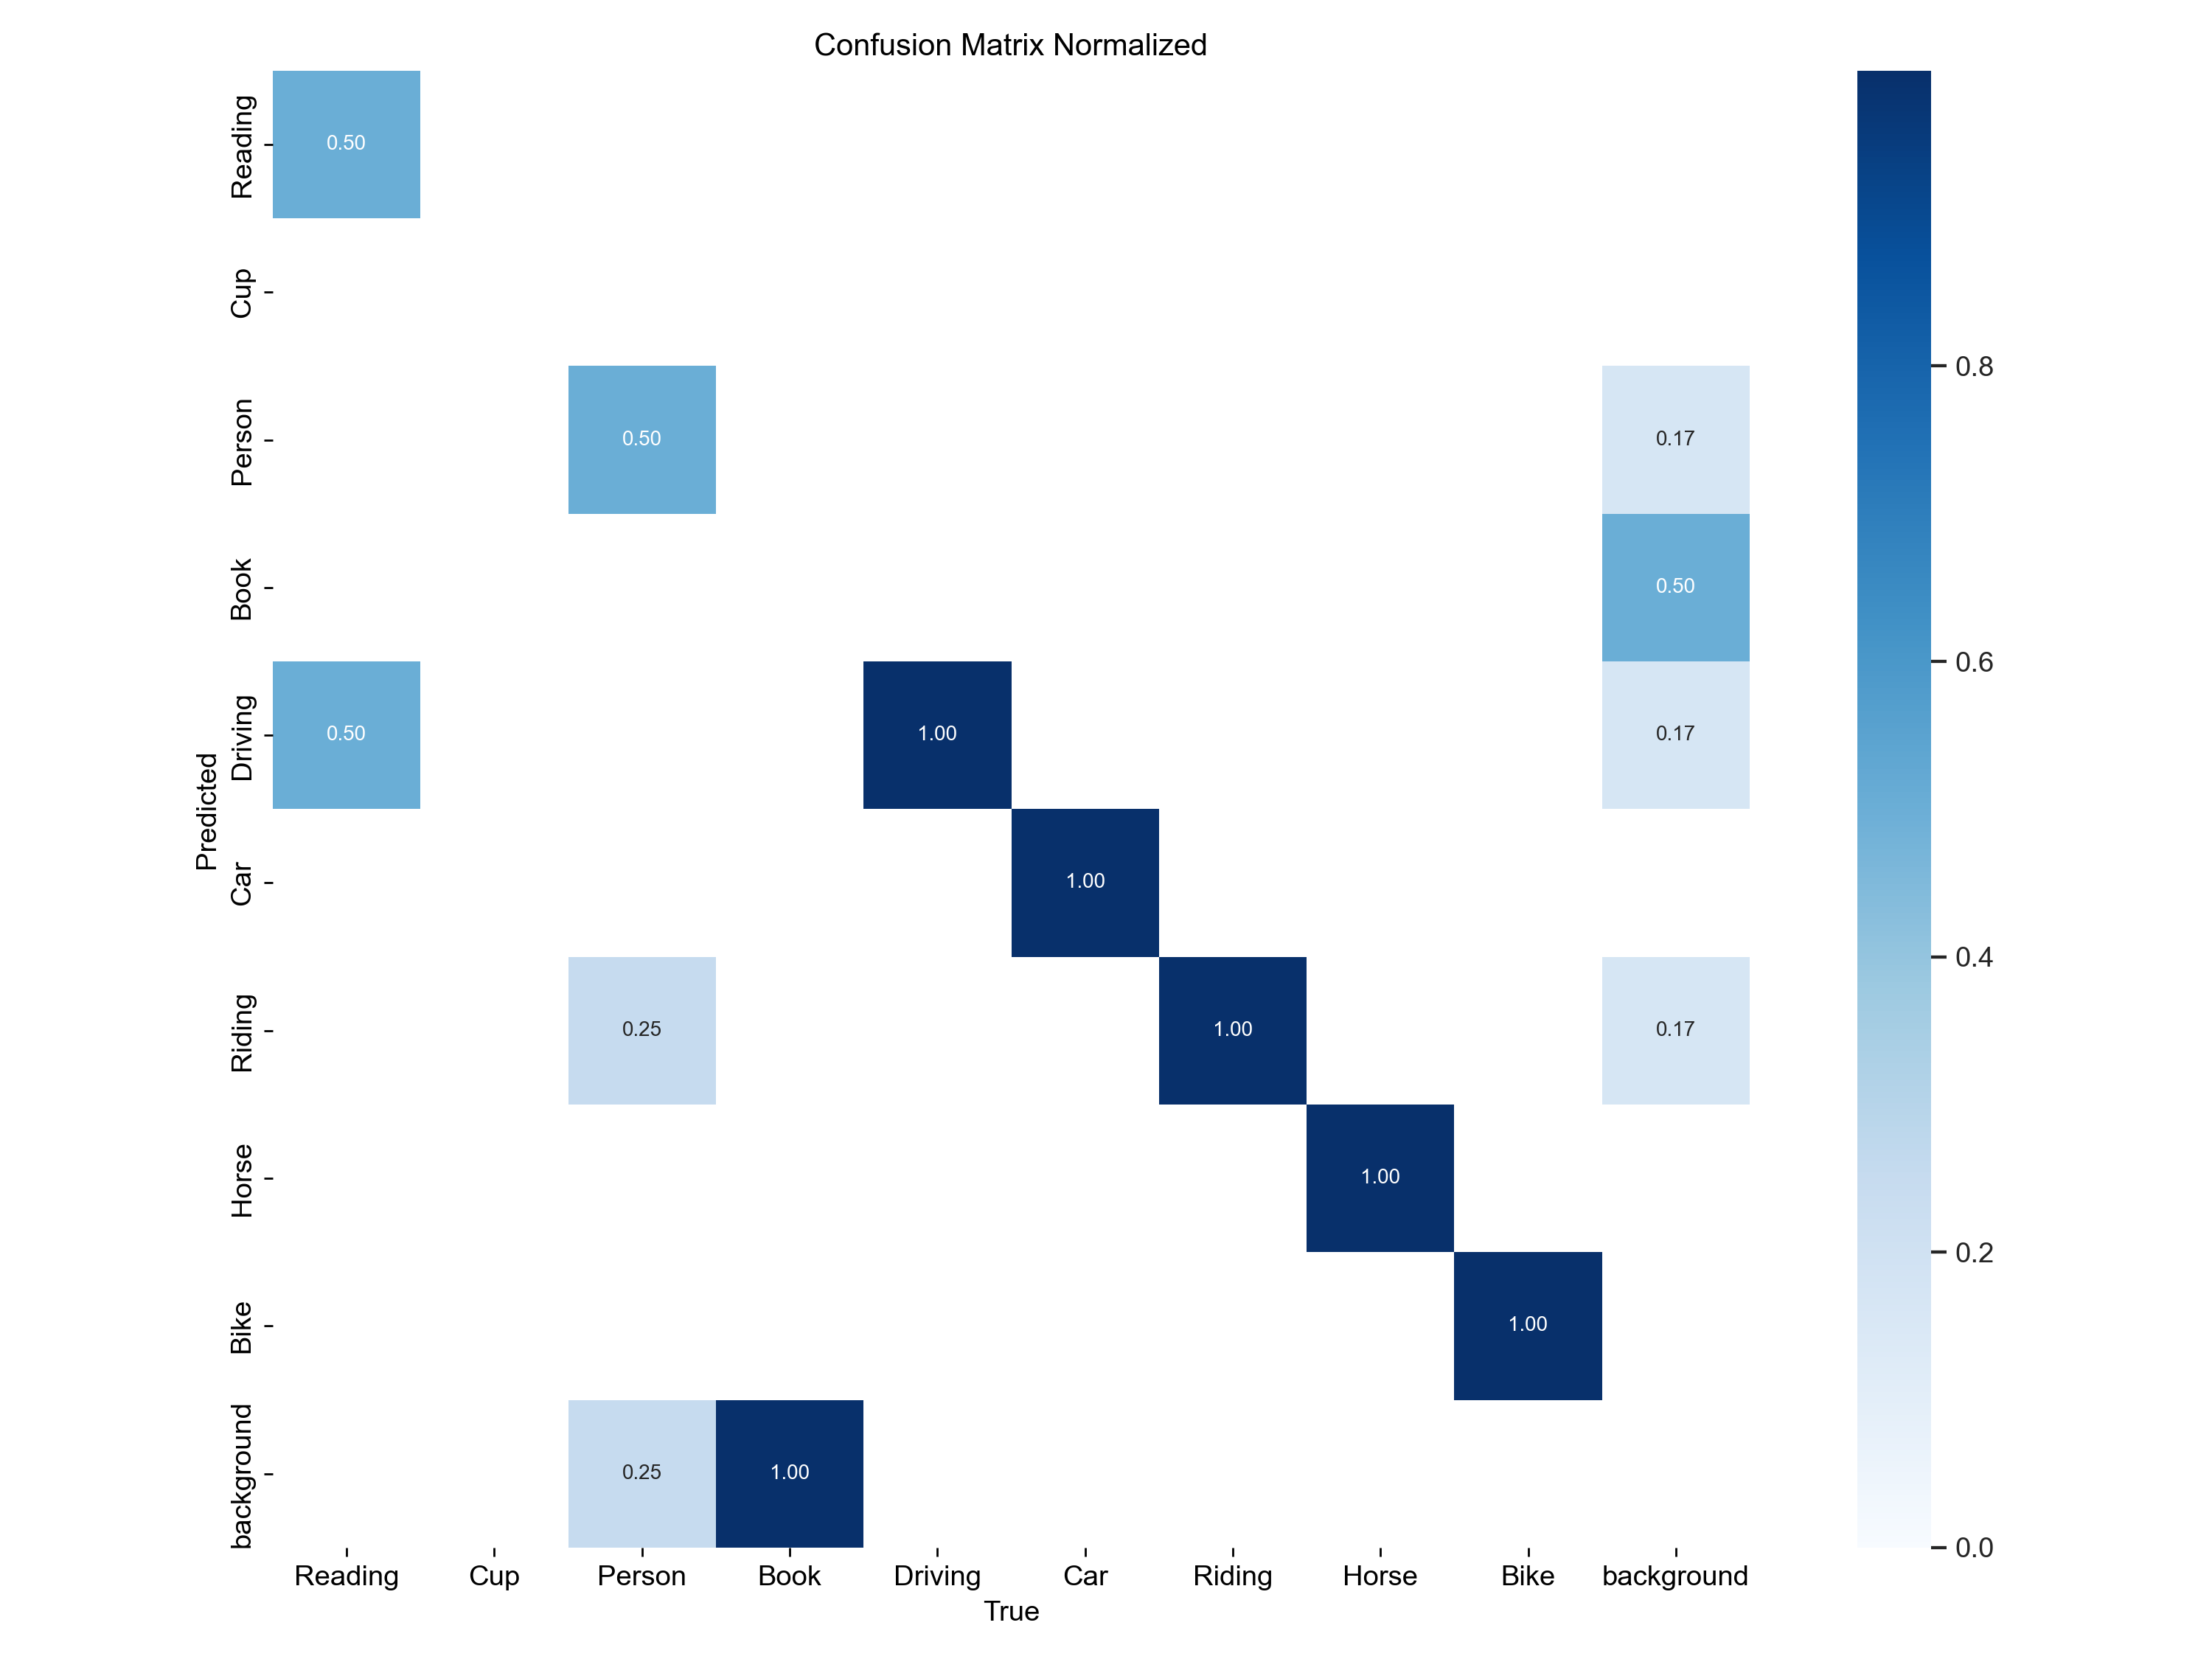 Confusion Matrix Normalized
Reading
0.50
Cup
Person
0.50
0.17
0.8
Book
0.50
0.6
Driving
0.50
1.00
0.17
Predicted
Car
1.00
0.4
Riding
0.25
1.00
0.17
Horse
1.00
0.2
Bike
1.00
background
0.25
1.00
0.0
Reading Cup Person Book Driving Car Riding Horse Bike background
True